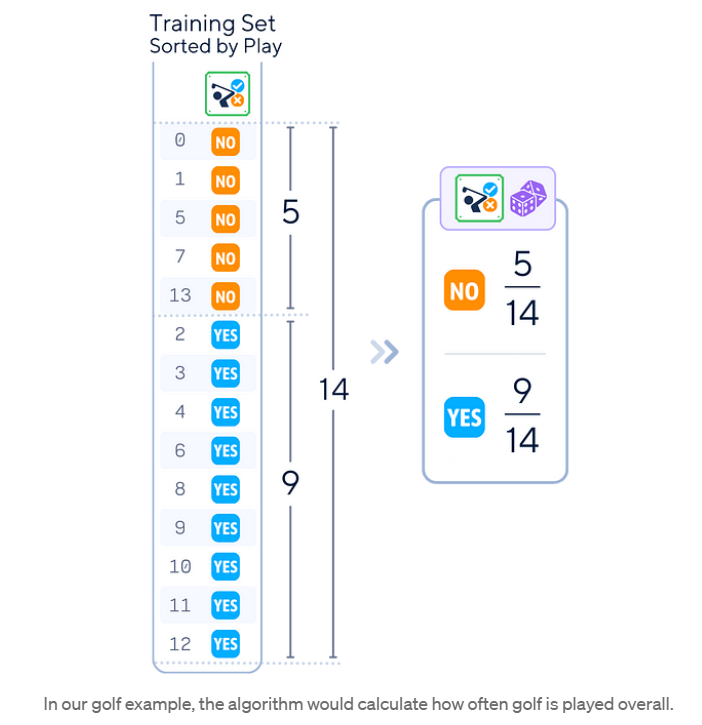 Training Set
Sorted by Play
0 NO
1 NO
5 NO
7 NO
13 NO
2 YES
3 YES
4 YES
6 YES
8 YES
9 YES
10 YES
11 YES
12 YES
5
9
14
NO 5/14
YES 9/14
In our golf example, the algorithm would calculate how often golf is played overall.